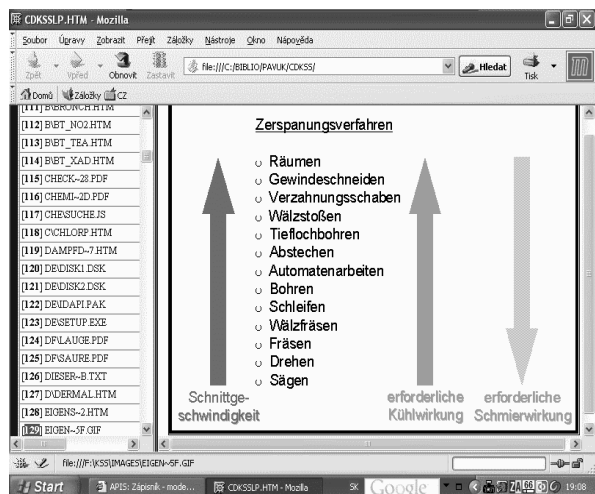 CDKSSLP.HTM - Mozilla
Soubor Úpravy Zobrazit Přejít Záložky Nástroje Okno Nápověda
Zpět Vpřed Obnovit Zastavit file:///C:/BIBLIO/PAVUK/CDKSS/ Hledat Tisk
Domů Záložky CZ
[111] B\BRONCH.HTM
[112] B\BT_NO2.HTM
[113] B\BT_TEA.HTM
[114] B\BT_XAD.HTM
[115] CHECK~28.PDF
[116] CHEMI~2D.PDF
[117] CHE\SUCHE.JS
[118] C\CHLORP.HTM
[119] DAMPFD~7.HTM
[120] DE\DISK1.DSK
[121] DE\DISK2.DSK
[122] DE\IDAPI.PAK
[123] DE\SETUP.EXE
[124] DF\LAUGE.PDF
[125] DF\SAURE.PDF
[126] DIESER~B.TXT
[127] D\DERMAL.HTM
[128] EIGENS~2.HTM
[129] EIGEN~5F.GIF
Zerspanungsverfahren
Räumen
Gewindeschneiden
Verzahnungsschaben
Wälzstoßen
Tieflochbohren
Abstechen
Automatenarbeiten
Bohren
Schleifen
Wälzfräsen
Fräsen
Drehen
Sägen
Schnittge-
schwindigkeit
erforderliche
Kühlwirkung
erforderliche
Schmierwirkung
file:///F:\KSS\IMAGES\EIGEN~5F.GIF
Start APIS: Zápisník - mode... CDKSSLP.HTM - Mozilla SK Google 19:08